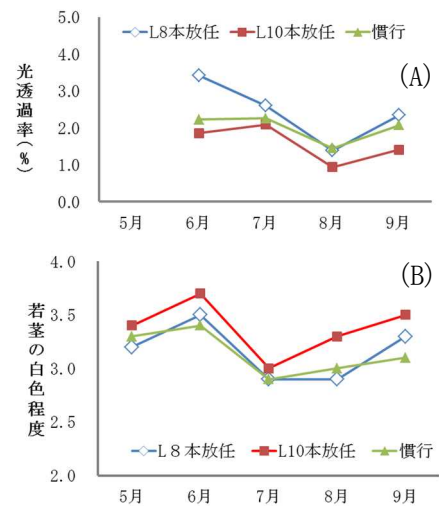 5.0
L8本放任 L10本放任 慣行
4.0
(A)
3.0
2.0
1.0
0.0
光透過率(%)
5月 6月 7月 8月 9月
4.0
(B)
3.5
3.0
2.5
2.0
若茎の白色程度
L８本放任 L10本放任 慣行
5月 6月 7月 8月 9月